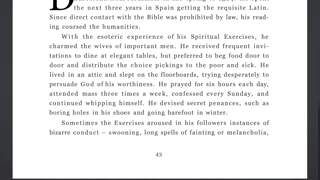 the next three years in Spain getting the requisite Latin.
Since direct contact with the Bible was prohibited by law, his read-
ing coursed the humanities.
With the esoteric experience of his Spiritual Exercises, he
charmed the wives of important men. He received frequent invi-
tations to dine at elegant tables, but preferred to beg food door to
door and distribute the choice pickings to the poor and sick. He
lived in an attic and slept on the floorboards, trying desperately to
persuade God of his worthiness. He prayed for six hours each day,
attended mass three times a week, confessed every Sunday, and
continued whipping himself. He devised secret penances, such as
boring holes in his shoes and going barefoot in winter.
Sometimes the Exercises aroused in his followers instances of
bizarre conduct – swooning, long spells of fainting or melancholia,
43